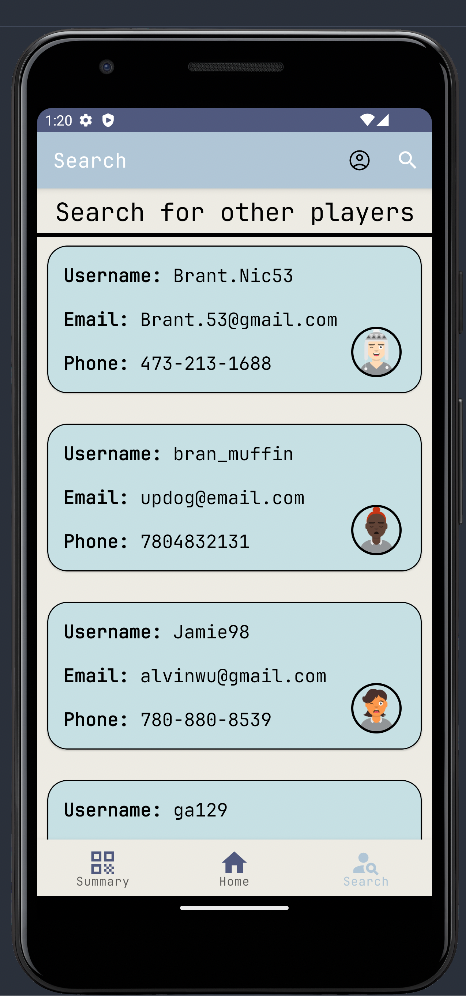 1:20
Search
Search for other players
Username: Brant.Nic53
Email: Brant.53@gmail.com
Phone: 473-213-1688
Username: bran_muffin
Email: updog@email.com
Phone: 7804832131
Username: Jamie98
Email: alvinwu@gmail.com
Phone: 780-880-8539
Username: ga129
Summary
Home
Search